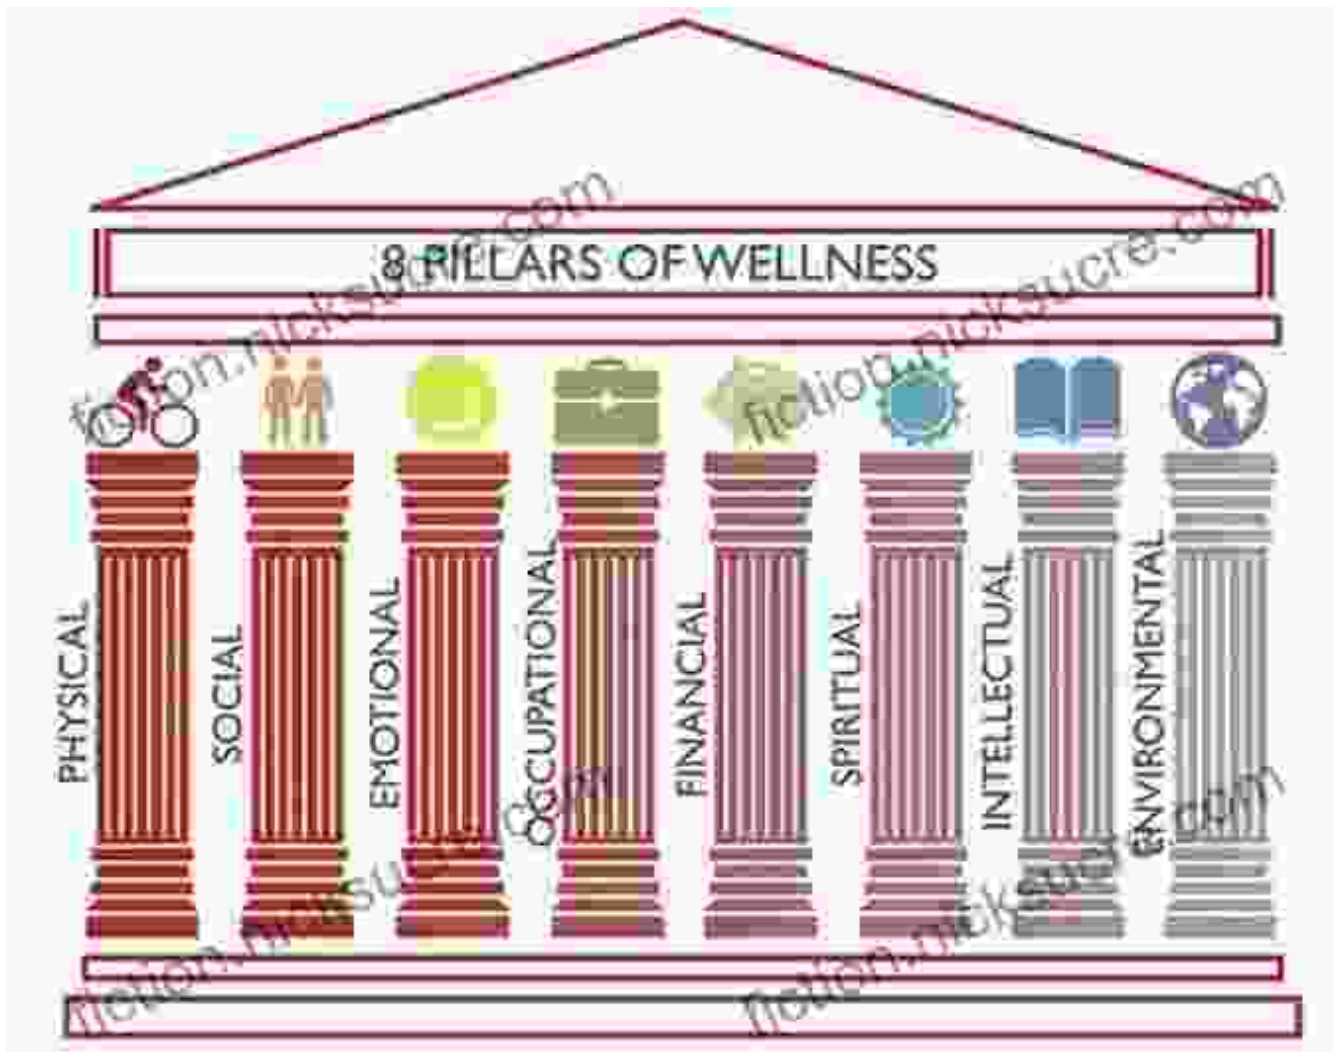 8 PILLARS OF WELLNESS
PHYSICAL
SOCIAL
EMOTIONAL
OCCUPATIONAL
FINANCIAL
SPIRITUAL
INTELLECTUAL
ENVIRONMENTAL
fiction.nicksucre.com
fiction.nicksucre.com
fiction.nicksucre.com
fiction.nicksucre.com